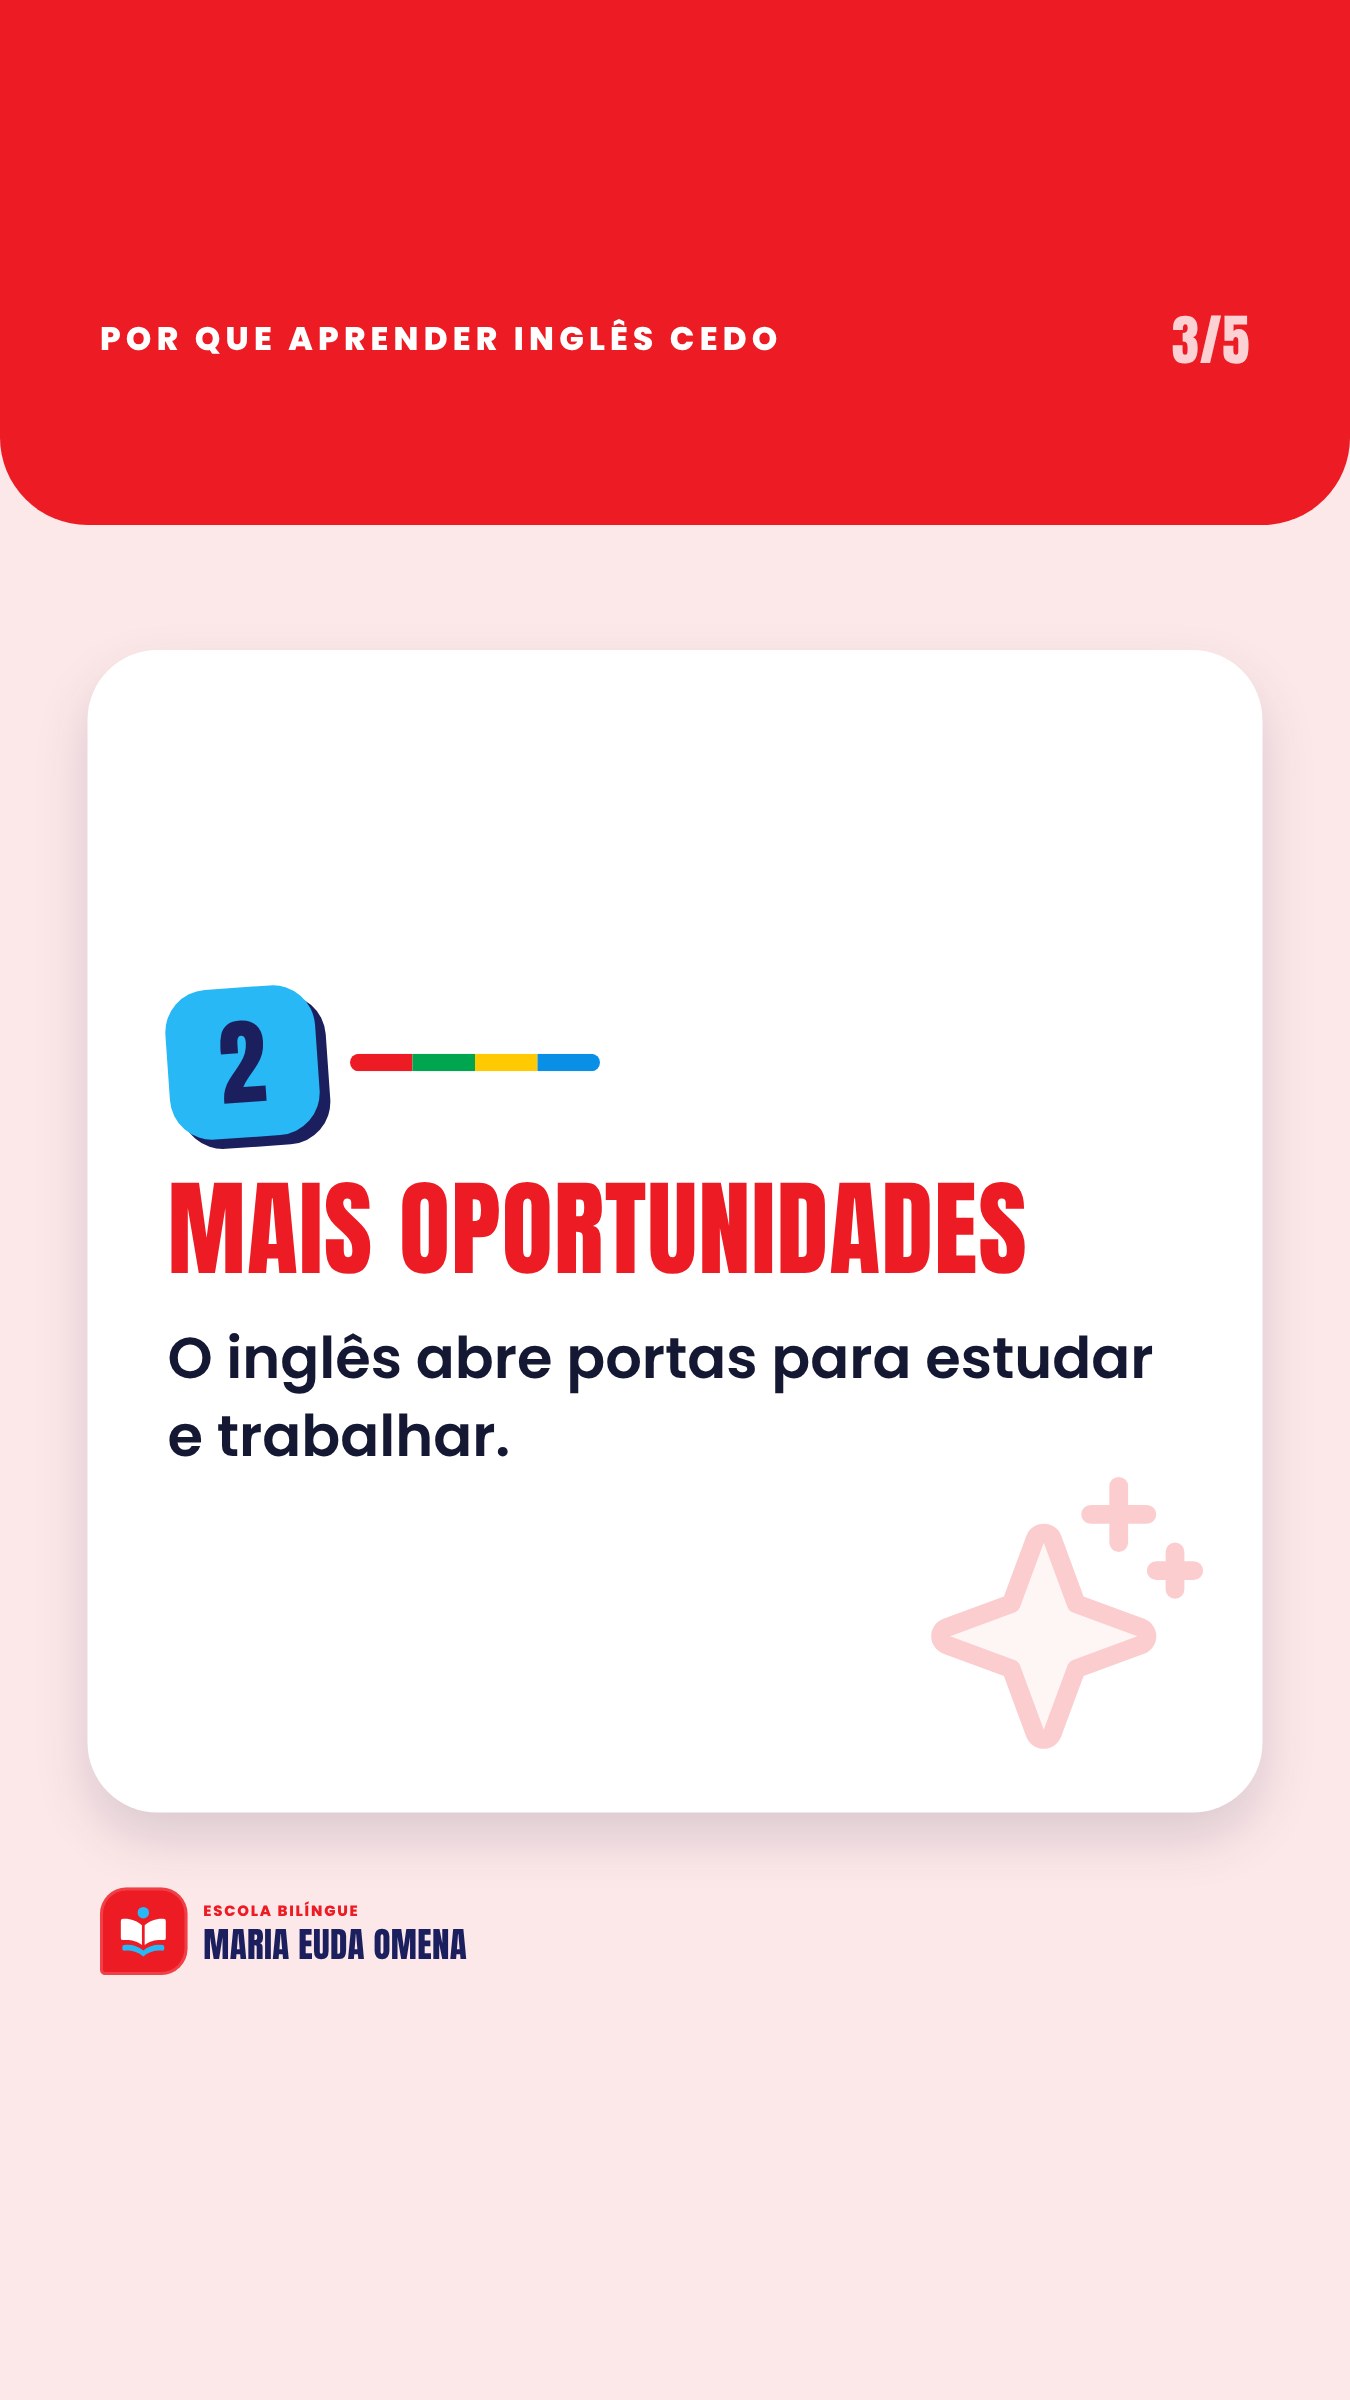 POR QUE APRENDER INGLÊS CEDO
3/5
2
MAIS OPORTUNIDADES
O inglês abre portas para estudar
e trabalhar.
ESCOLA BILÍNGUE
MARIA EUDA OMENA